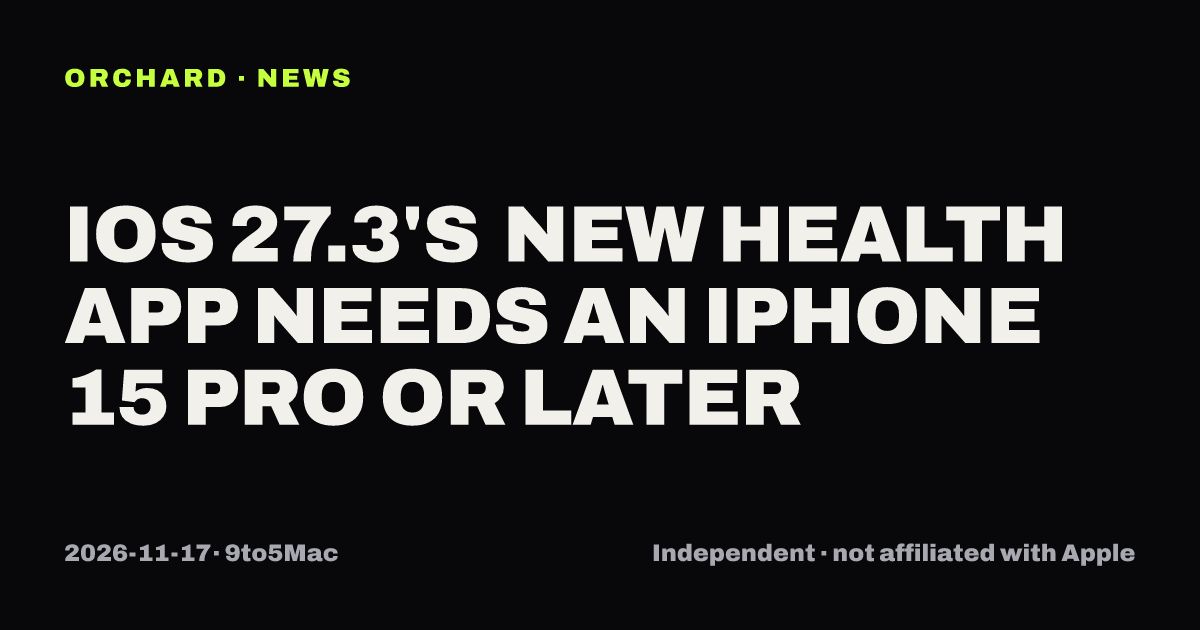 ORCHARD · NEWS
IOS 27.3'S NEW HEALTH
APP NEEDS AN IPHONE
15 PRO OR LATER
2026-11-17 · 9to5Mac
Independent · not affiliated with Apple